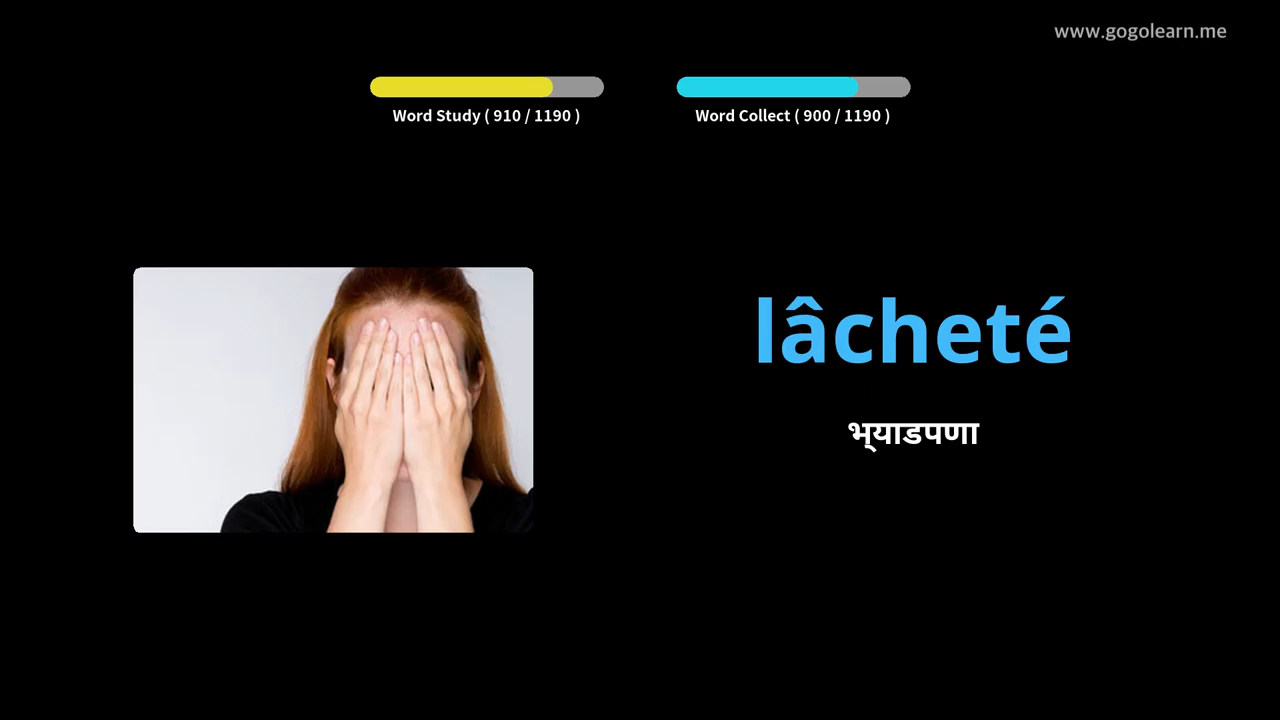 www.gogolearn.me
Word Study ( 910 / 1190 )
Word Collect ( 900 / 1190 )
lâcheté
भ्याडपणा